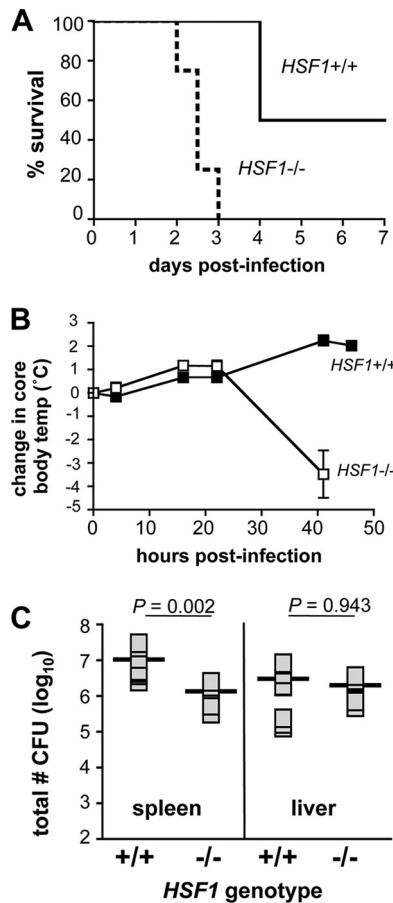 A
100
80
60
40
20
0
% survival
HSF1+/+
HSF1-/-
0 1 2 3 4 5 6 7
days post-infection
B
3
2
1
0
-1
-2
-3
-4
-5
change in core
body temp (˚C)
HSF1+/+
HSF1-/-
0 10 20 30 40 50
hours post-infection
C
P = 0.002 P = 0.943
8
7
6
5
4
3
2
total # CFU (log10)
spleen liver
+/+ -/- +/+ -/-
HSF1 genotype